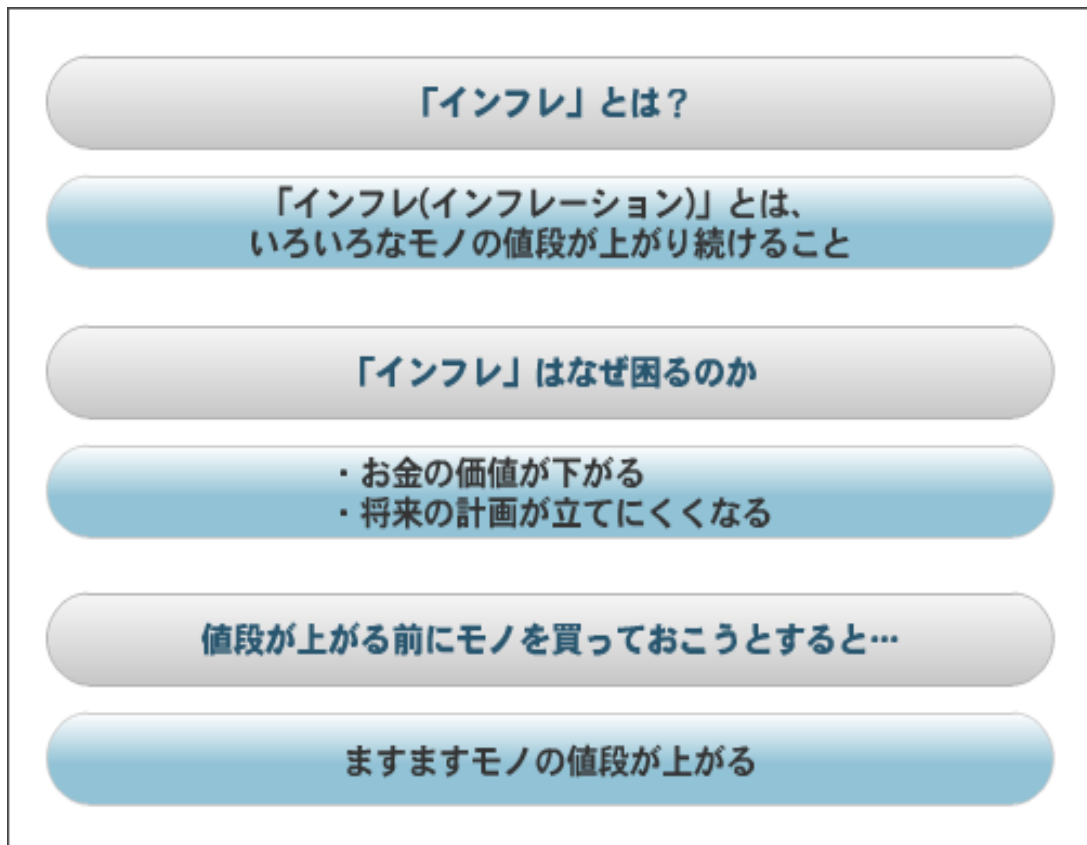 「インフレ」とは？
「インフレ(インフレーション)」とは、
いろいろなモノの値段が上がり続けること
「インフレ」はなぜ困るのか
・お金の価値が下がる
・将来の計画が立てにくくなる
値段が上がる前にモノを買っておこうとすると…
ますますモノの値段が上がる